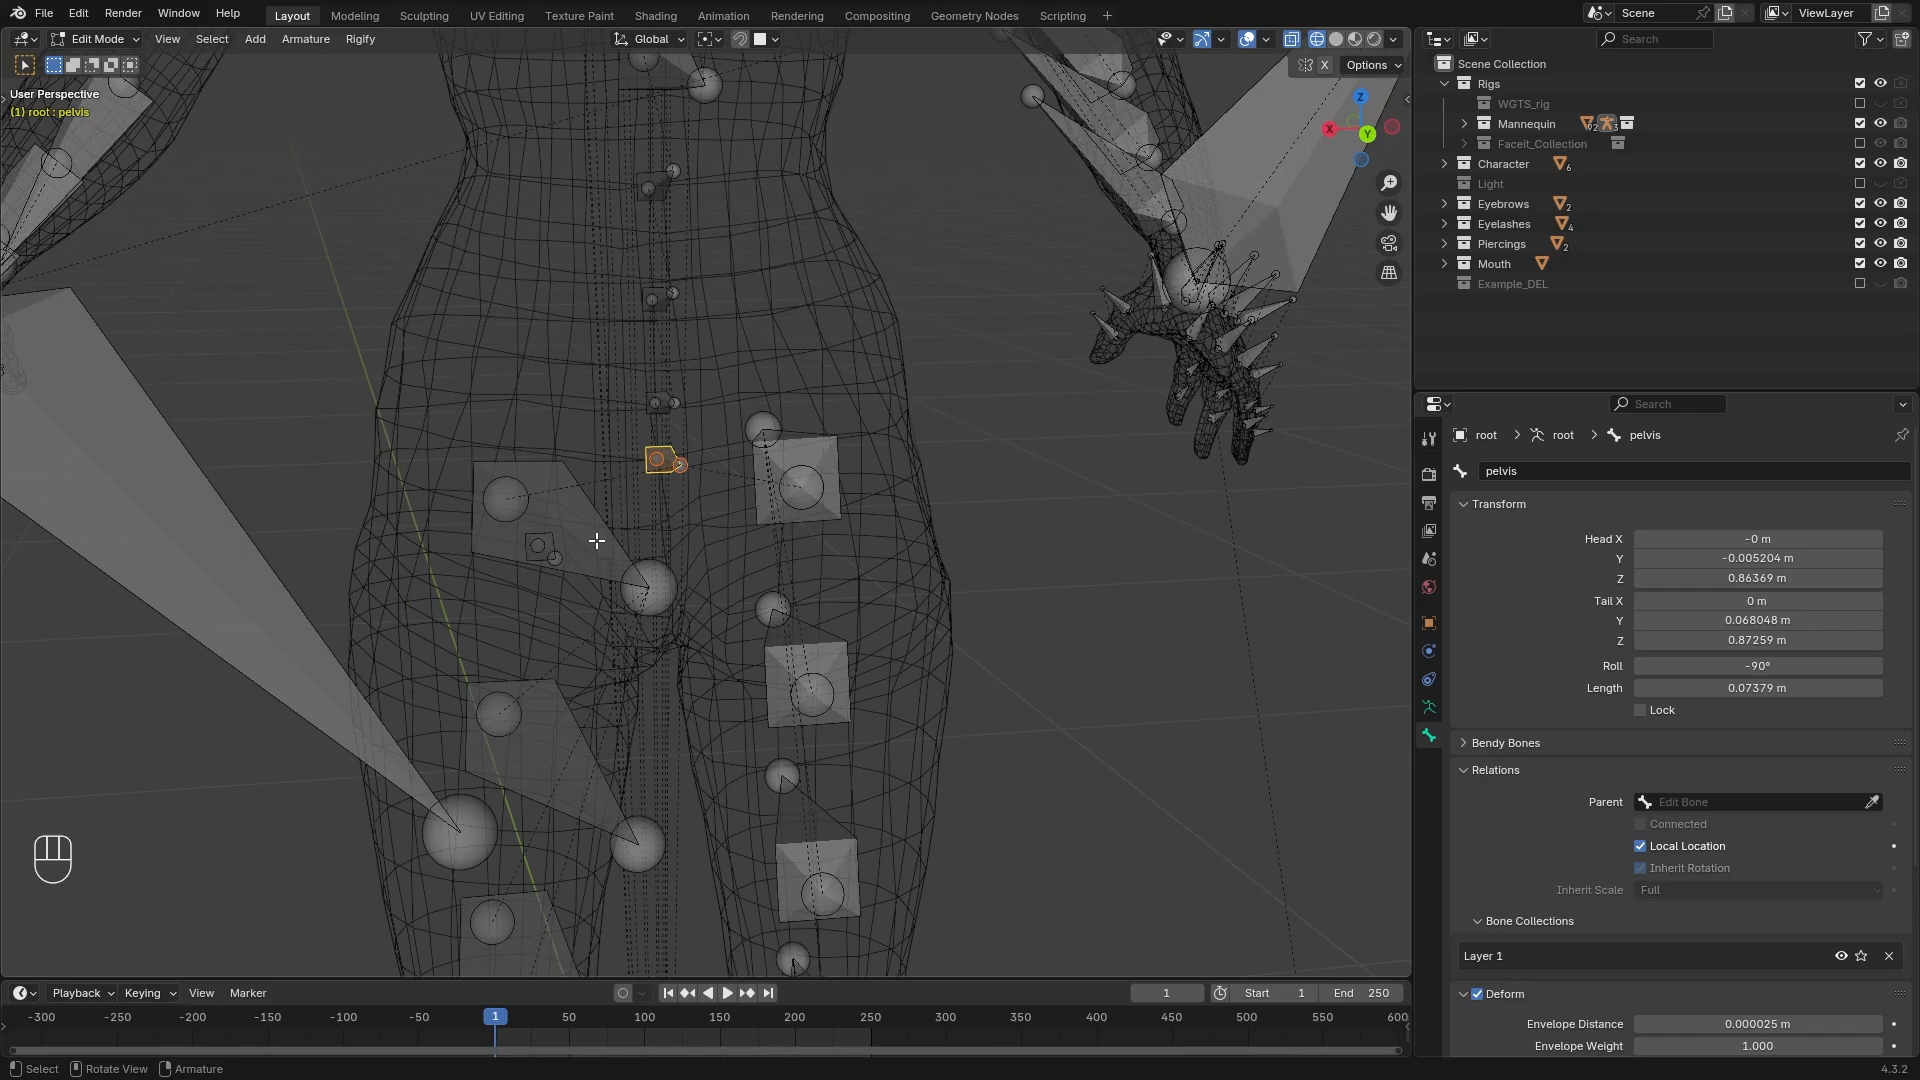 File Edit Render Window Help Layout Modeling Sculpting UV Editing Texture Paint Shading Animation Rendering Compositing Geometry Nodes Scripting + Scene ViewLayer
Edit Mode View Select Add Armature Rigify Global
X Options
User Perspective
(1) root : pelvis
Z
X Y
Search
Scene Collection
Rigs
WGTS_rig
Mannequin 92 3
Faceit_Collection
Character 6
Light
Eyebrows 2
Eyelashes 4
Piercings 2
Mouth
Example_DEL
Search
root > root > pelvis
pelvis
Transform
Head X -0 m
Y -0.005204 m
Z 0.86369 m
Tail X 0 m
Y 0.068048 m
Z 0.87259 m
Roll -90°
Length 0.07379 m
Lock
Bendy Bones
Relations
Parent Edit Bone
Connected
Local Location
Inherit Rotation
Inherit Scale Full
Bone Collections
Layer 1
Deform
Envelope Distance 0.000025 m
Envelope Weight 1.000
Playback Keying View Marker 1 Start 1 End 250
-300 -250 -200 -150 -100 -50 1 50 100 150 200 250 300 350 400 450 500 550 600
Select Rotate View Armature 4.3.2